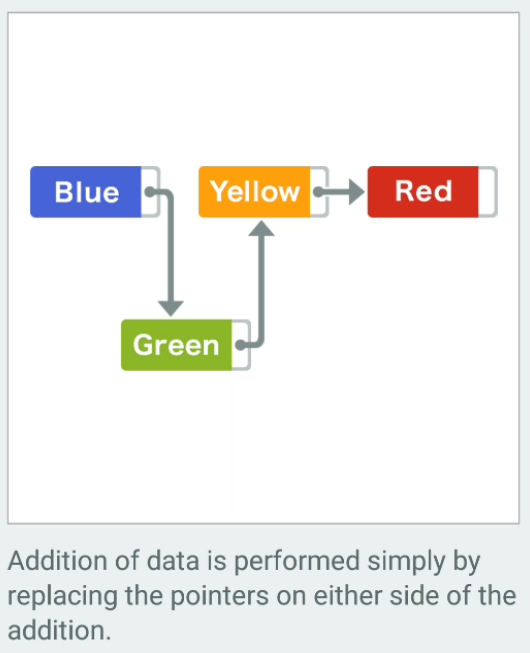 Blue
Yellow
Red
Green
Addition of data is performed simply by
replacing the pointers on either side of the
addition.